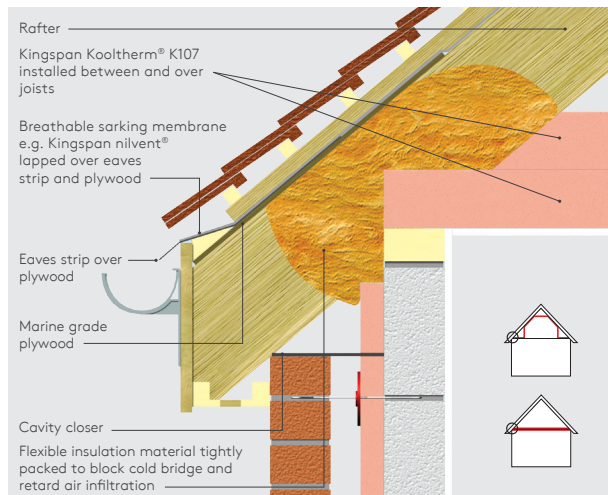 Rafter
Kingspan Kooltherm® K107
installed between and over
joists
Breathable sarking membrane
e.g. Kingspan nilvent®
lapped over eaves
strip and plywood
Eaves strip over
plywood
Marine grade
plywood
Cavity closer
Flexible insulation material tightly
packed to block cold bridge and
retard air infiltration